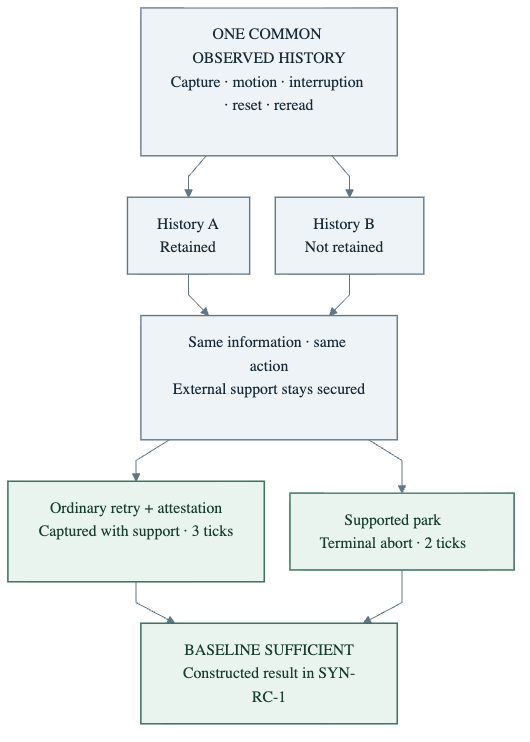 ONE COMMON
OBSERVED HISTORY
Capture · motion · interruption
· reset · reread
History A
Retained
History B
Not retained
Same information · same
action
External support stays secured
Ordinary retry + attestation
Captured with support · 3 ticks
Supported park
Terminal abort · 2 ticks
BASELINE SUFFICIENT
Constructed result in SYN-
RC-1